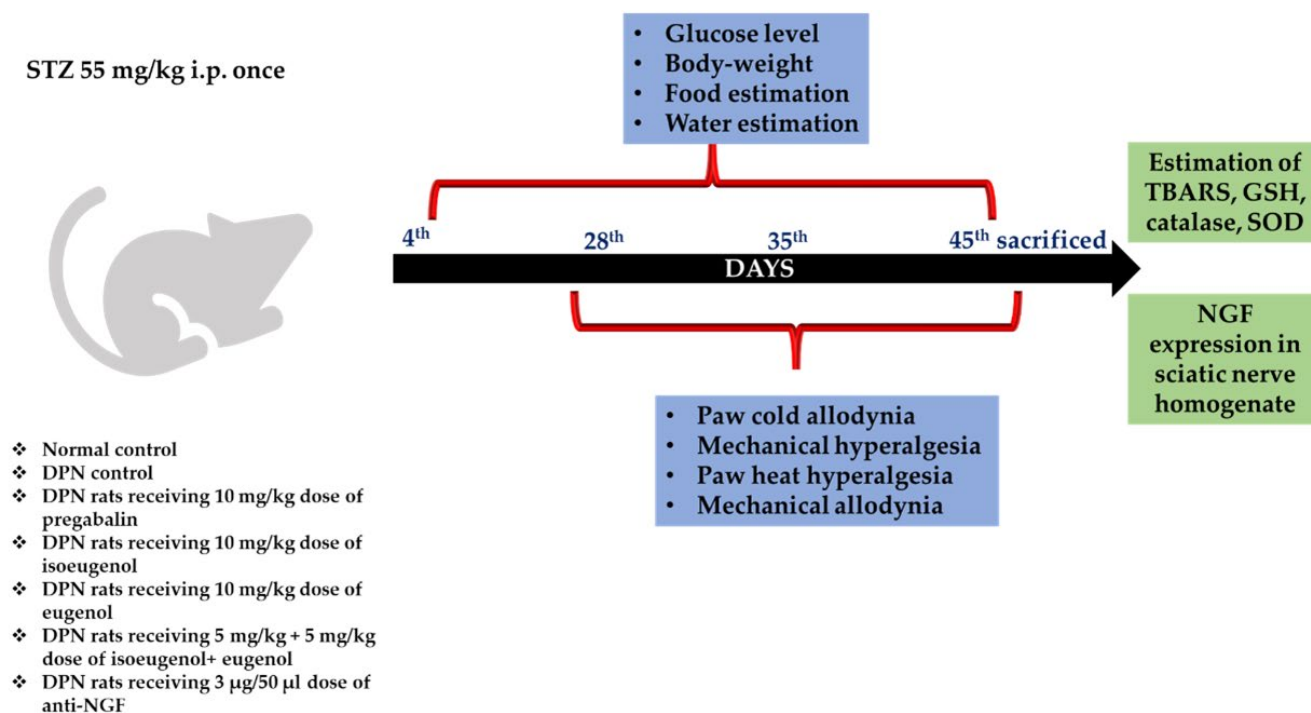 STZ 55 mg/kg i.p. once
• Glucose level
• Body-weight
• Food estimation
• Water estimation
4th
28th
35th
45th sacrificed
DAYS
Estimation of
TBARS, GSH,
catalase, SOD
NGF
expression in
sciatic nerve
homogenate
• Paw cold allodynia
• Mechanical hyperalgesia
• Paw heat hyperalgesia
• Mechanical allodynia
❖ Normal control
❖ DPN control
❖ DPN rats receiving 10 mg/kg dose of
pregabalin
❖ DPN rats receiving 10 mg/kg dose of
isoeugenol
❖ DPN rats receiving 10 mg/kg dose of
eugenol
❖ DPN rats receiving 5 mg/kg + 5 mg/kg
dose of isoeugenol+ eugenol
❖ DPN rats receiving 3 µg/50 µl dose of
anti-NGF